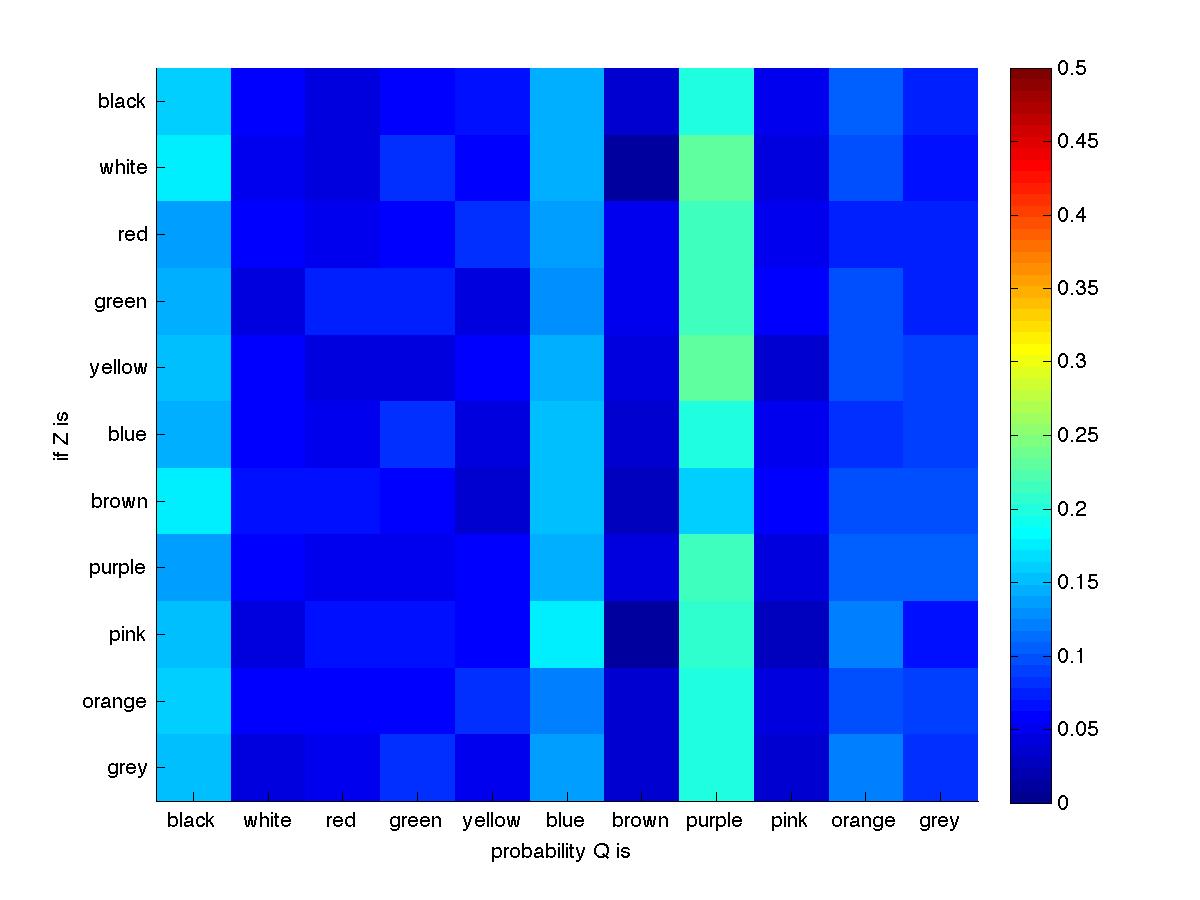 0.5
black
0.45
white
0.4
red
0.35
green
0.3
yellow
0.25
if Z is
blue
0.2
brown
0.15
purple
0.1
pink
0.05
orange
grey
0
black white red green yellow blue brown purple pink orange grey
probability Q is